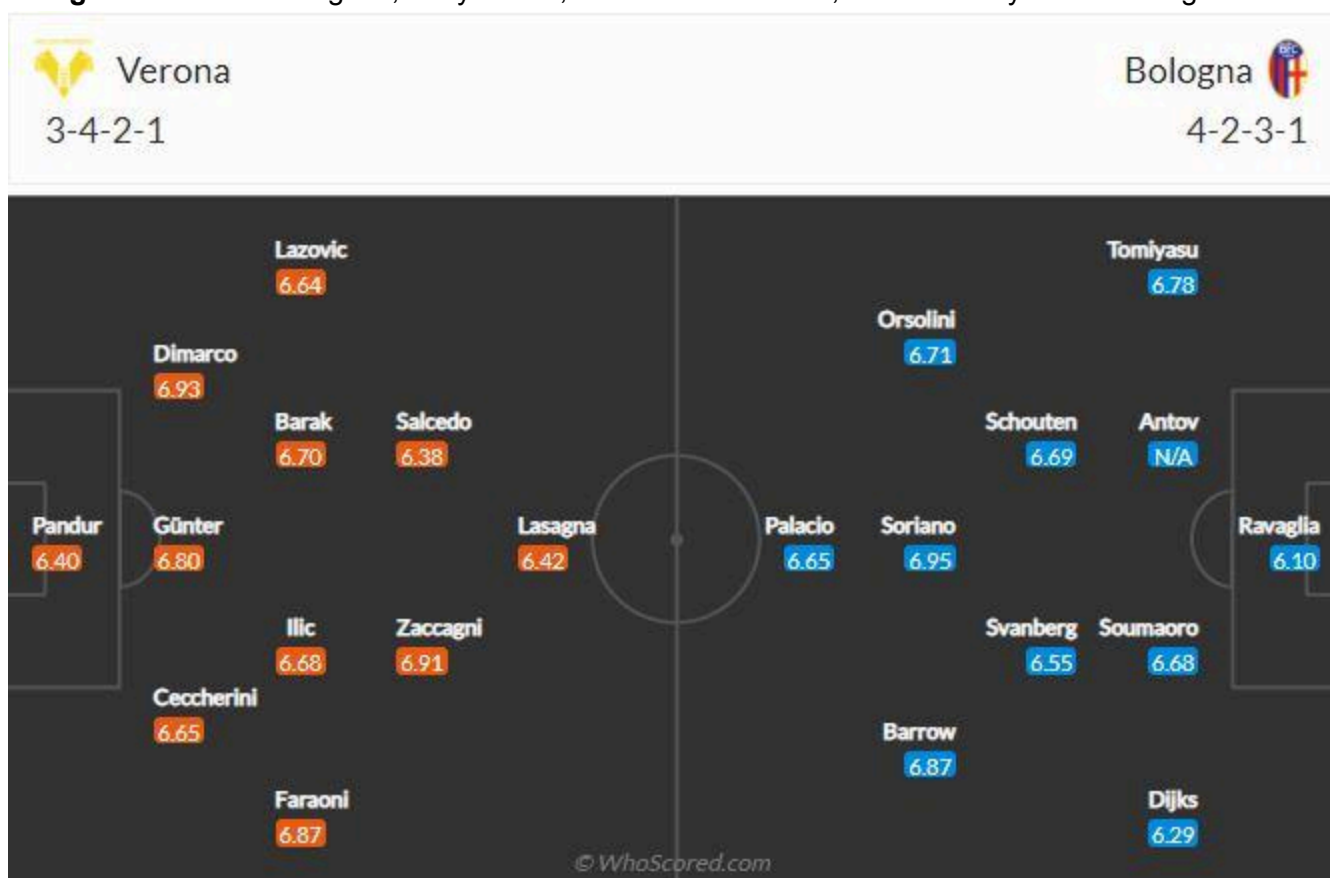 Verona
3-4-2-1
Bologna
4-2-3-1
Lazovic
6.64
Dimarco
6.93
Barak
6.70
Salcedo
6.38
Pandur
6.40
Günter
6.80
Lasagna
6.42
Ilic
6.68
Zaccagni
6.91
Ceccherini
6.65
Faraoni
6.87
Tomiyasu
6.78
Orsolini
6.71
Schouten
6.69
Antov
N/A
Palacio
6.65
Soriano
6.95
Ravaglia
6.10
Svanberg
6.55
Soumaoro
6.68
Barrow
6.87
Dijks
6.29
© WhoScored.com